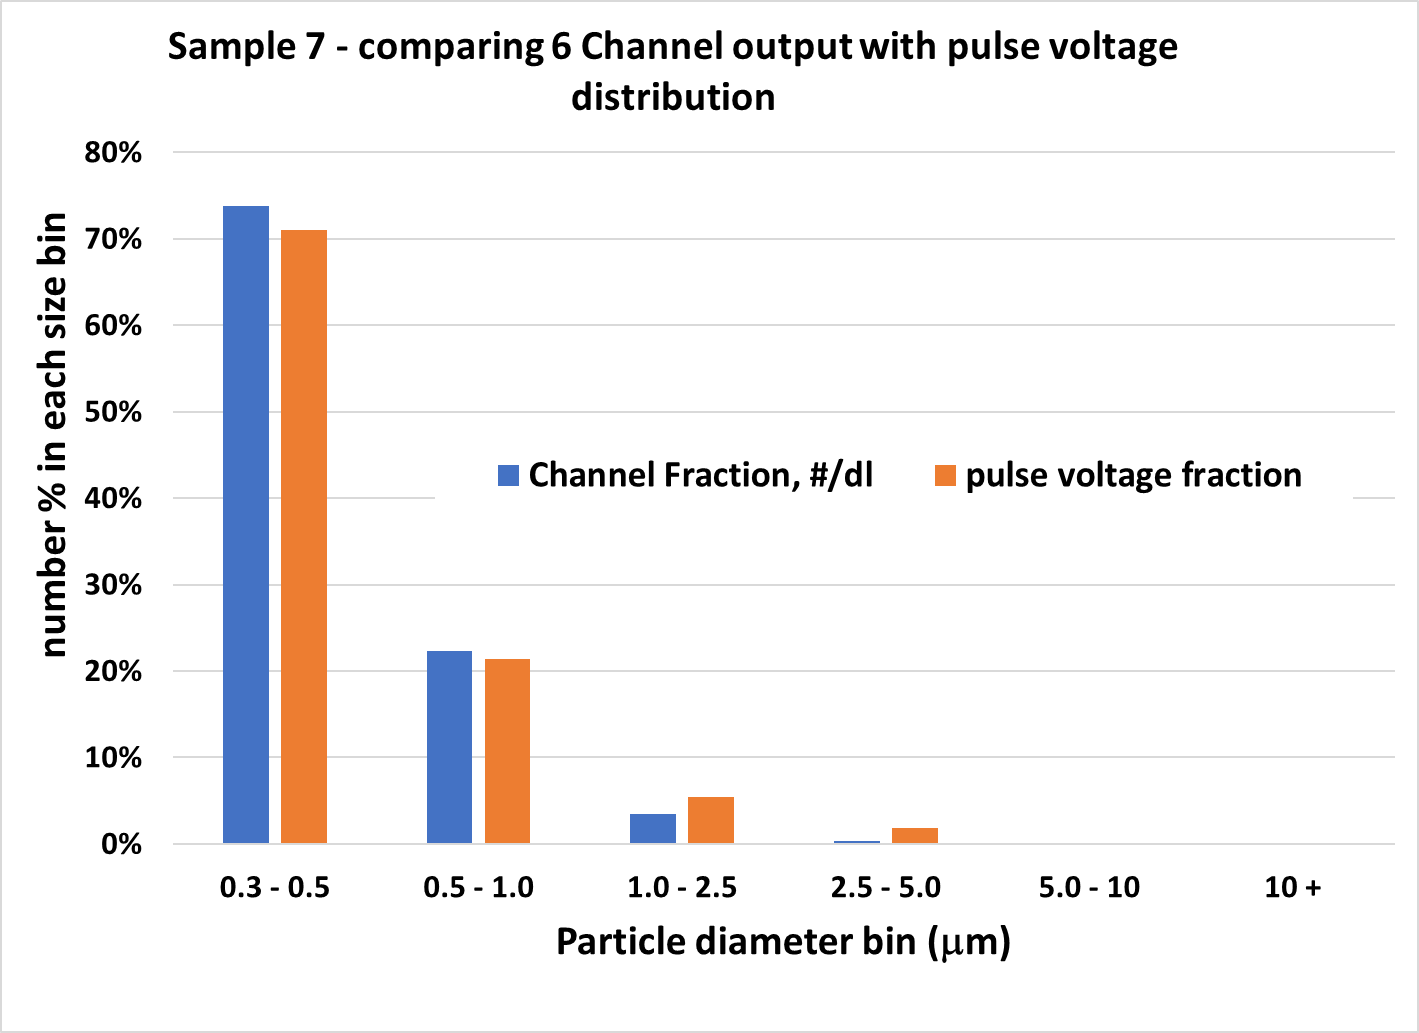 Sample 7 - comparing 6 Channel output with pulse voltage
distribution
80%
70%
60%
50%
40%
30%
20%
10%
0%
number % in each size bin
Channel Fraction, #/dl
pulse voltage fraction
0.3 - 0.5
0.5 - 1.0
1.0 - 2.5
2.5 - 5.0
5.0 - 10
10 +
Particle diameter bin (μm)